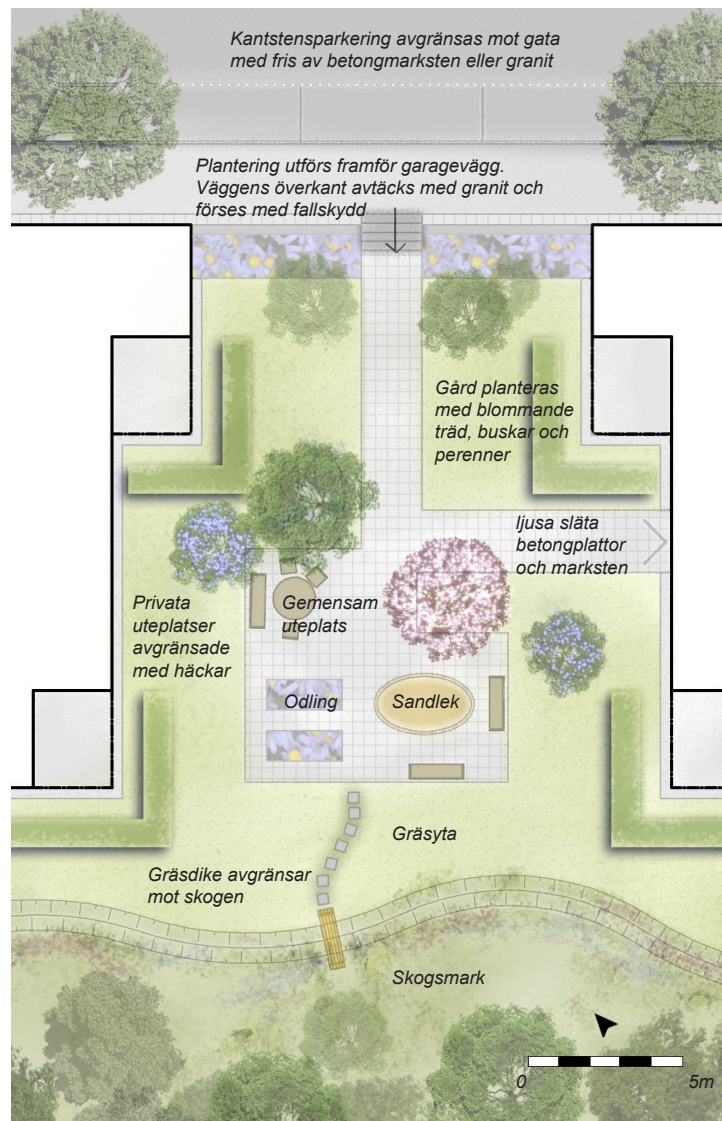 Kantstensparkering avgränsas mot gata
med fris av betongmarksten eller granit
Plantering utförs framför garagevägg.
Väggens överkant avtäcks med granit och
förses med fallskydd
Gård planteras
med blommande
träd, buskar och
perenner
ljusa släta
betongplattor
och marksten
Privata
uteplatser
avgränsade
med häckar
Gemensam
uteplats
Odling
Sandlek
Gräsyta
Gräsdike avgränsar
mot skogen
Skogsmark
0
5m